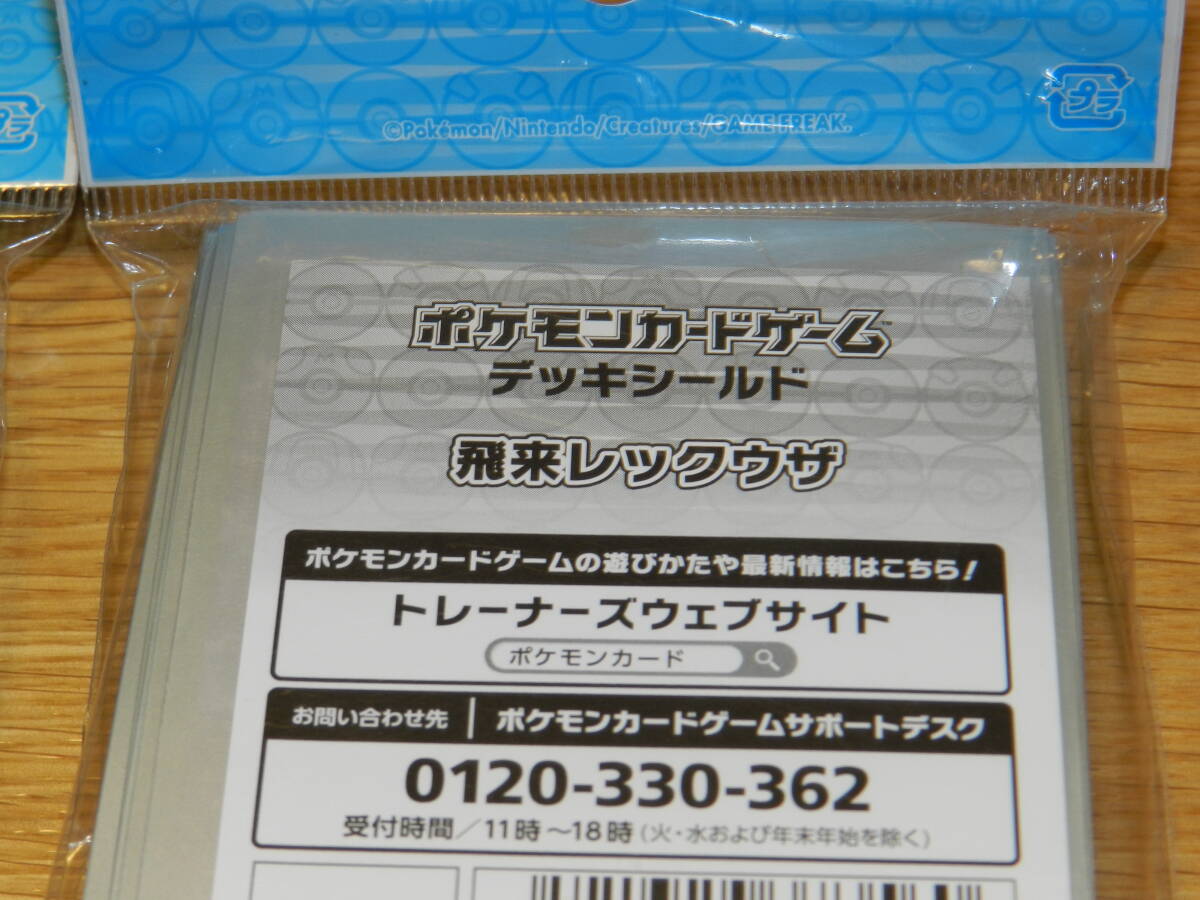 プラ
プラ
©Pokémon/Nintendo/Creatures/GAME FREAK.
ポケモンカードゲーム™
デッキシールド
飛来レックウザ
ポケモンカードゲームの遊びかたや最新情報はこちら!
トレーナーズウェブサイト
ポケモンカード
お問い合わせ先 ポケモンカードゲームサポートデスク
0120-330-362
受付時間/11時~18時(火・水および年末年始を除く)